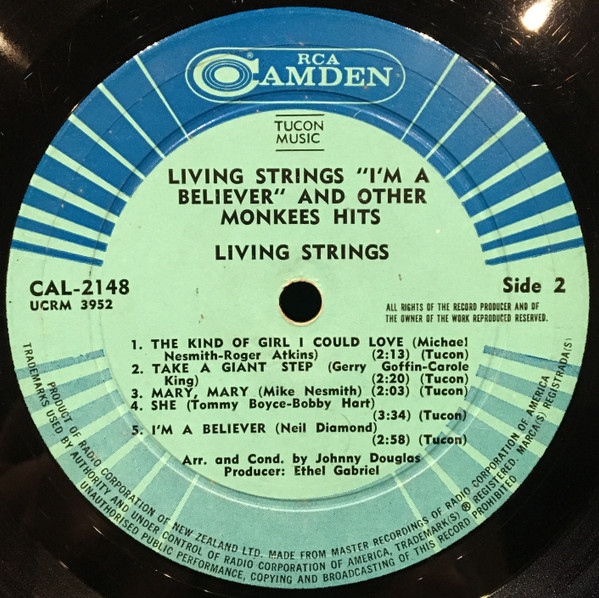 RCA
CAMDEN
TUCON
MUSIC
LIVING STRINGS "I'M A
BELIEVER" AND OTHER
MONKEES HITS
LIVING STRINGS
CAL-2148
UCRM 3952
Side 2
ALL RIGHTS OF THE RECORD PRODUCER AND OF
THE OWNER OF THE WORK REPRODUCED RESERVED.
1. THE KIND OF GIRL I COULD LOVE (Michael
Nesmith-Roger Atkins) (2:13) (Tucon)
2. TAKE A GIANT STEP (Gerry Goffin-Carole
King) (2:20) (Tucon)
3. MARY, MARY (Mike Nesmith) (2:03) (Tucon)
4. SHE (Tommy Boyce-Bobby Hart)
3:34) (Tucon)
5. I'M A BELIEVER (Neil Diamond)
(2:58) (Tucon)
Arr. and Cond. by Johnny Douglas
Producer: Ethel Gabriel
PRODUCT OF RADIO CORPORATION OF NEW ZEALAND LTD. MADE FROM MASTER RECORDINGS OF RADIO CORPORATION OF AMERICA
TRADEMARKS USED BY AUTHORITY AND UNDER CONTROL OF RADIO CORPORATION OF AMERICA, TRADEMARK(S) ® REGISTERED. MARCA(S) REGISTRADA(S)
UNAUTHORISED PUBLIC PERFORMANCE, COPYING AND BROADCASTING OF THIS RECORD PROHIBITED